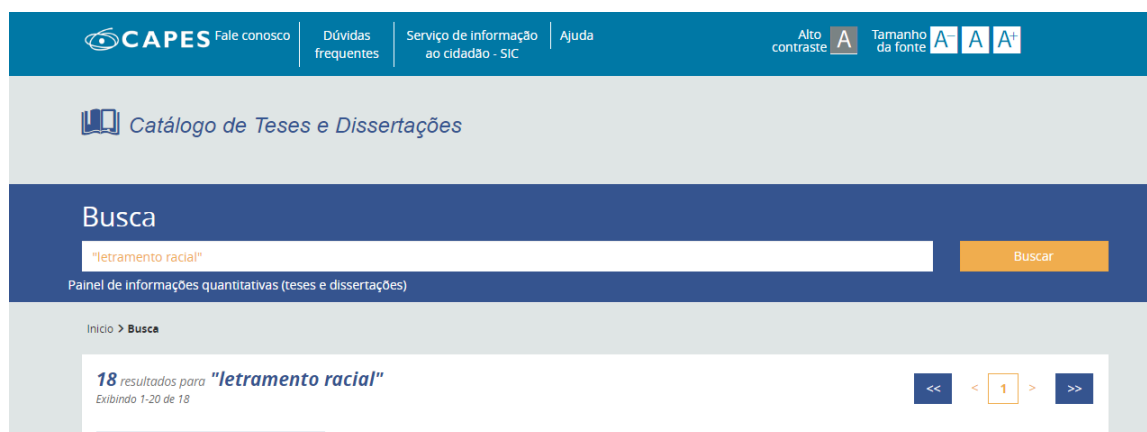 CAPES Fale conosco Dúvidas frequentes Serviço de informação ao cidadão - SIC Ajuda Alto contraste A Tamanho da fonte A- A A+
Catálogo de Teses e Dissertações
Busca
"letramento racial" Buscar
Painel de informações quantitativas (teses e dissertações)
Inicio > Busca
18 resultados para "letramento racial"
Exibindo 1-20 de 18
<< < 1 > >>